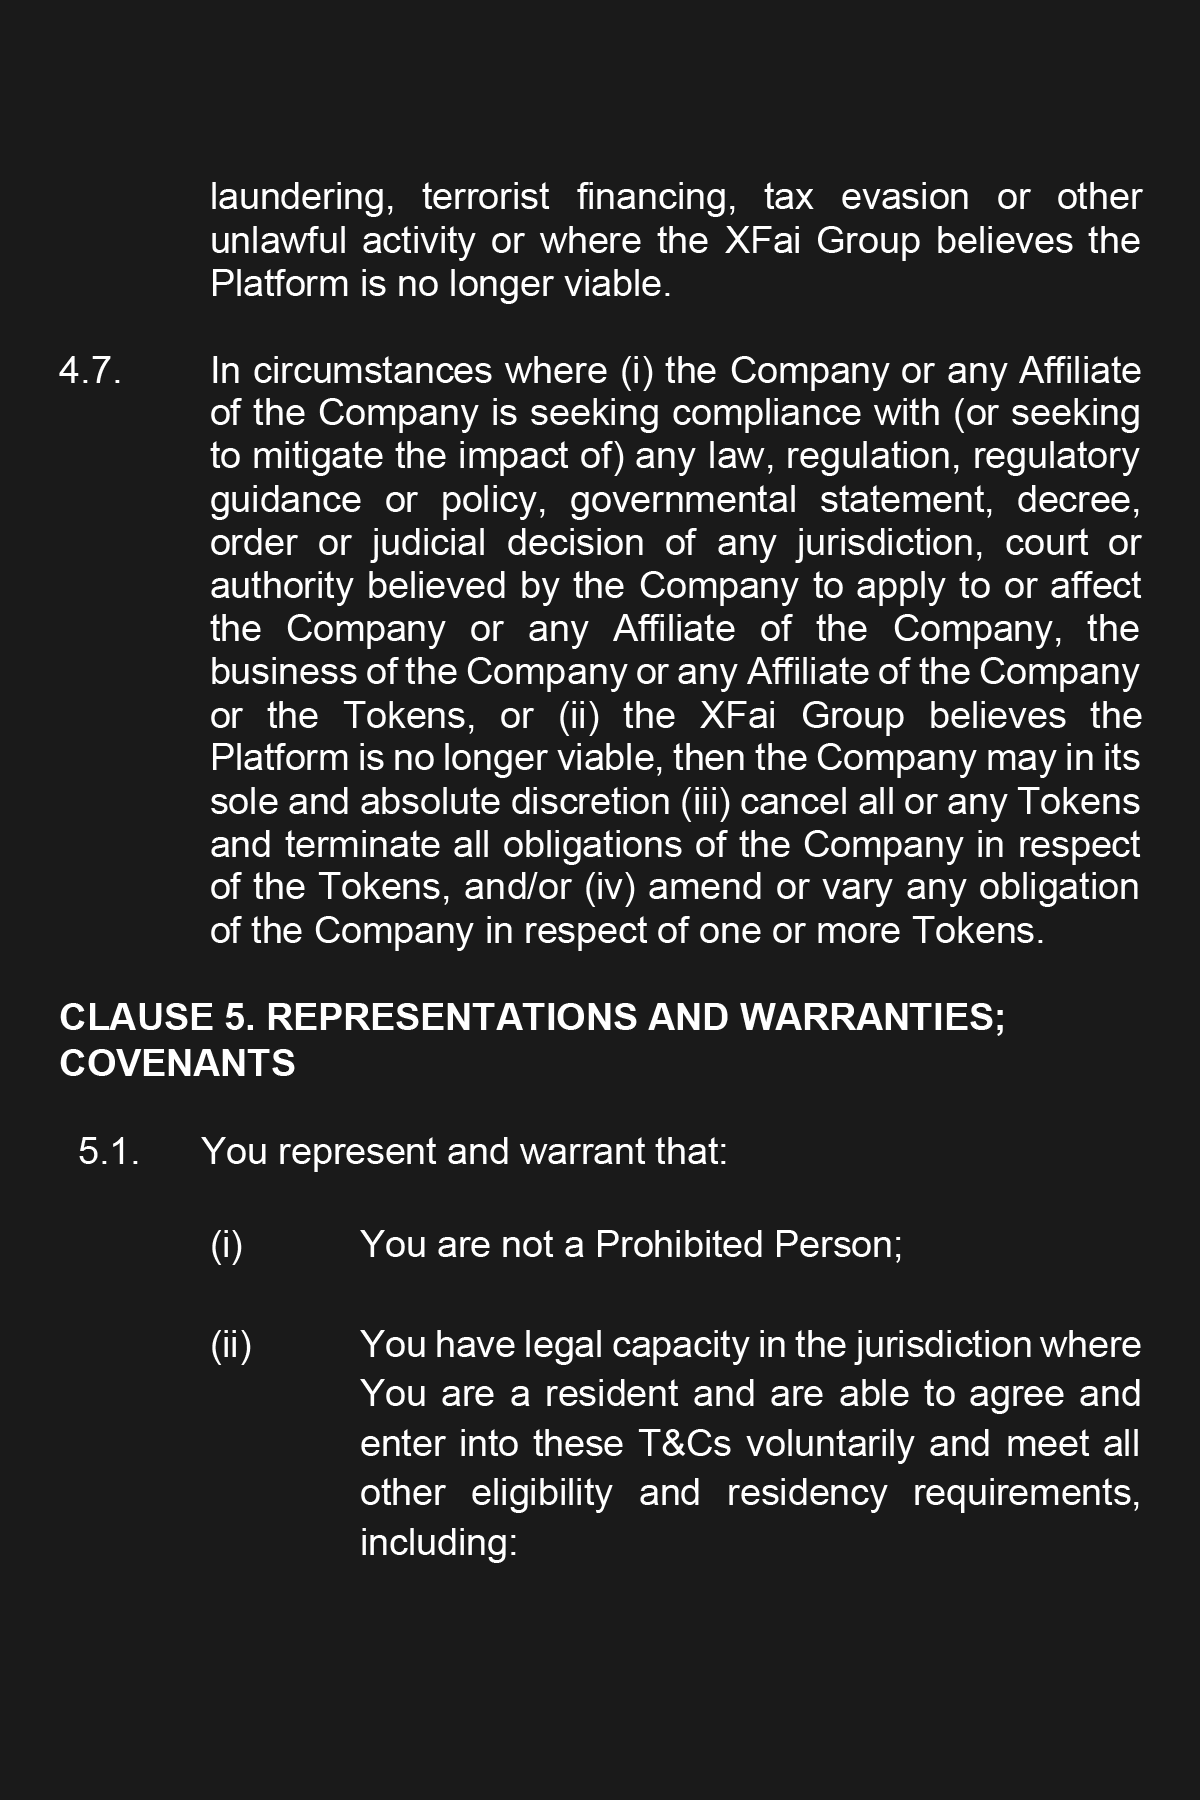 laundering, terrorist financing, tax evasion or other
unlawful activity or where the XFai Group believes the
Platform is no longer viable.
4.7. In circumstances where (i) the Company or any Affiliate
of the Company is seeking compliance with (or seeking
to mitigate the impact of) any law, regulation, regulatory
guidance or policy, governmental statement, decree,
order or judicial decision of any jurisdiction, court or
authority believed by the Company to apply to or affect
the Company or any Affiliate of the Company, the
business of the Company or any Affiliate of the Company
or the Tokens, or (ii) the XFai Group believes the
Platform is no longer viable, then the Company may in its
sole and absolute discretion (iii) cancel all or any Tokens
and terminate all obligations of the Company in respect
of the Tokens, and/or (iv) amend or vary any obligation
of the Company in respect of one or more Tokens.
CLAUSE 5. REPRESENTATIONS AND WARRANTIES;
COVENANTS
5.1. You represent and warrant that:
(i) You are not a Prohibited Person;
(ii) You have legal capacity in the jurisdiction where
You are a resident and are able to agree and
enter into these T&Cs voluntarily and meet all
other eligibility and residency requirements,
including: